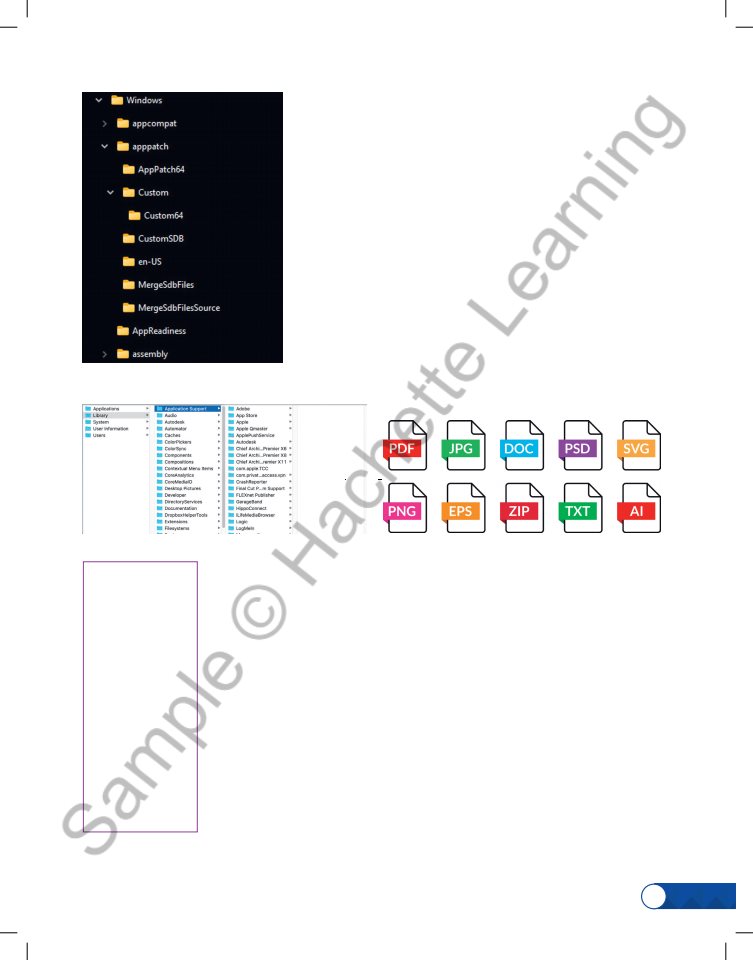 Windows
appcompat
apppatch
AppPatch64
Custom
Custom64
CustomSDB
en-US
MergeSdbFiles
MergeSdbFilesSource
AppReadiness
assembly
Applications
Library
System
User Information
Users
Application Support
Audio
Autodesk
Automator
Caches
ColorPickers
ColorSync
Components
Compositions
Contextual Menu Items
CoreAnalytics
CoreMediaIO
Desktop Pictures
Developer
DirectoryServices
Documentation
DropboxHelperTools
Extensions
Filesystems
Adobe
App Store
Apple
Apple Qmaster
ApplePushService
Autodesk
Chief Archi...Premier X8
Chief Archi...Premier X8
Chief Archi...remier X11
com.apple.TCC
com.privat...access.vpn
CrashReporter
Final Cut P...m Support
FLEXnet Publisher
GarageBand
HippoConnect
iLifeMediaBrowser
Logic
LogMeIn
PDF JPG DOC PSD SVG
PNG EPS ZIP TXT AI
Sample © Hachette Learning